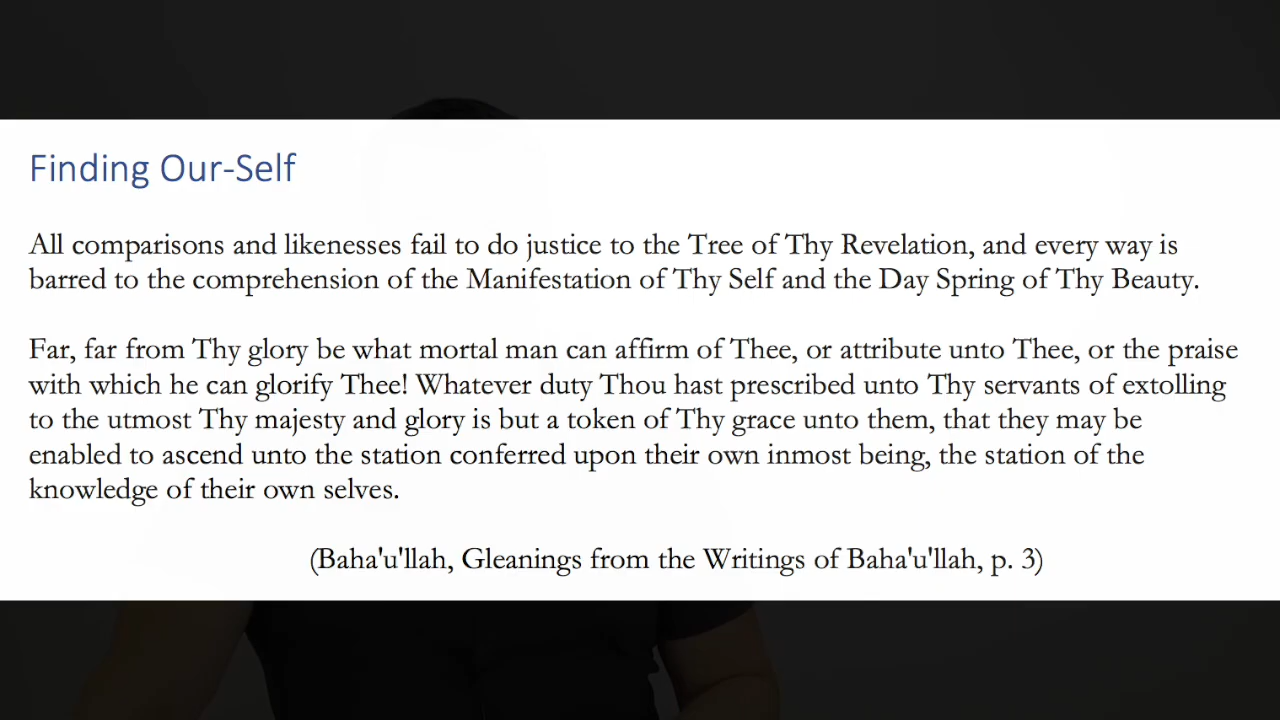 Finding Our-Self
All comparisons and likenesses fail to do justice to the Tree of Thy Revelation, and every way is
barred to the comprehension of the Manifestation of Thy Self and the Day Spring of Thy Beauty.
Far, far from Thy glory be what mortal man can affirm of Thee, or attribute unto Thee, or the praise
with which he can glorify Thee! Whatever duty Thou hast prescribed unto Thy servants of extolling
to the utmost Thy majesty and glory is but a token of Thy grace unto them, that they may be
enabled to ascend unto the station conferred upon their own inmost being, the station of the
knowledge of their own selves.
(Baha'u'llah, Gleanings from the Writings of Baha'u'llah, p. 3)